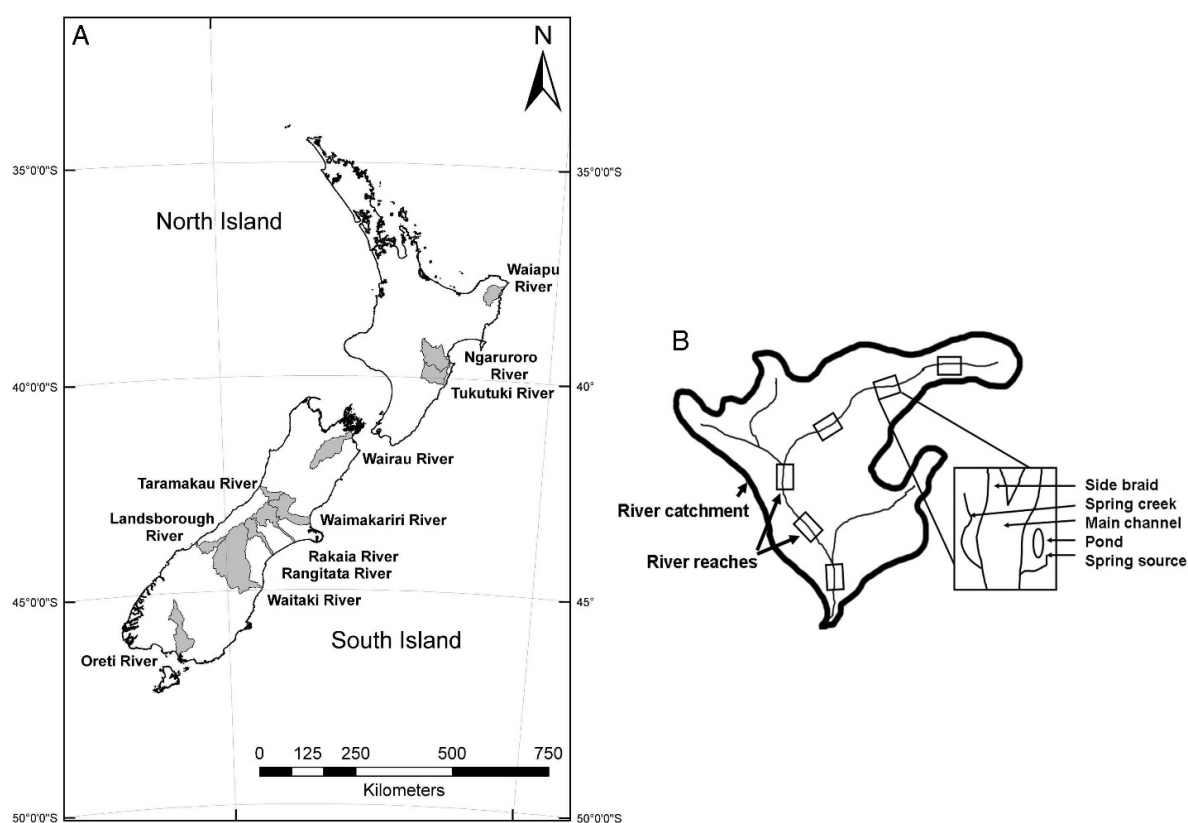 A
N
35°0'0"S
35°0'0"S
North Island
Waiapu
River
Ngaruroro
River
40°0'0"S
40°
Tukutuki River
Wairau River
Taramakau River
Landsborough
River
Waimakariri River
Rakaia River
Rangitata River
45°0'0"S
45°
Waitaki River
South Island
Oreti River
0 125 250 500 750
Kilometers
50°0'0"S
50°0'0"S
B
River catchment
River reaches
Side braid
Spring creek
Main channel
Pond
Spring source